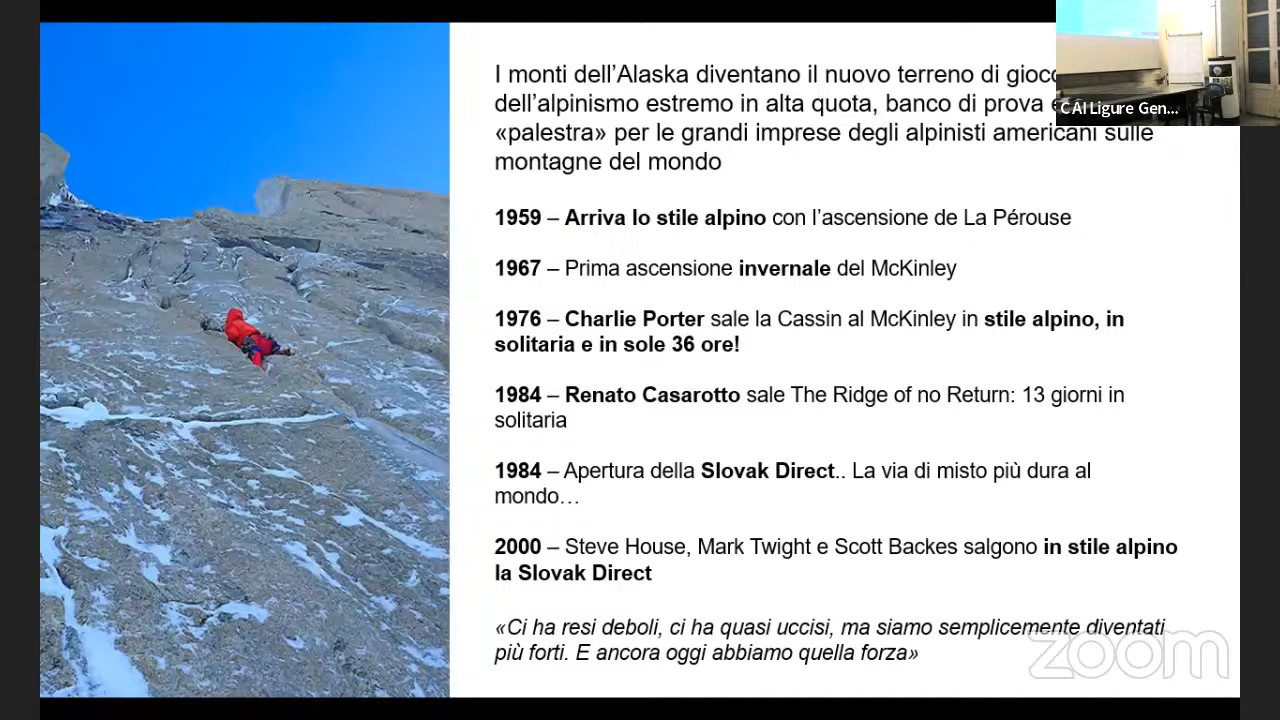 I monti dell’Alaska diventano il nuovo terreno di
dell’alpinismo estremo in alta quota, banco di prova
«palestra» per le grandi imprese degli alpinisti americani sulle
montagne del mondo
1959 – Arriva lo stile alpino con l’ascensione de La Pérouse
1967 – Prima ascensione invernale del McKinley
1976 – Charlie Porter sale la Cassin al McKinley in stile alpino, in
solitaria e in sole 36 ore!
1984 – Renato Casarotto sale The Ridge of no Return: 13 giorni in
solitaria
1984 – Apertura della Slovak Direct.. La via di misto più dura al
mondo…
2000 – Steve House, Mark Twight e Scott Backes salgono in stile alpino
la Slovak Direct
«Ci ha resi deboli, ci ha quasi uccisi, ma siamo semplicemente diventati
più forti. E ancora oggi abbiamo quella forza»
C AI Ligure Gen...
zoom